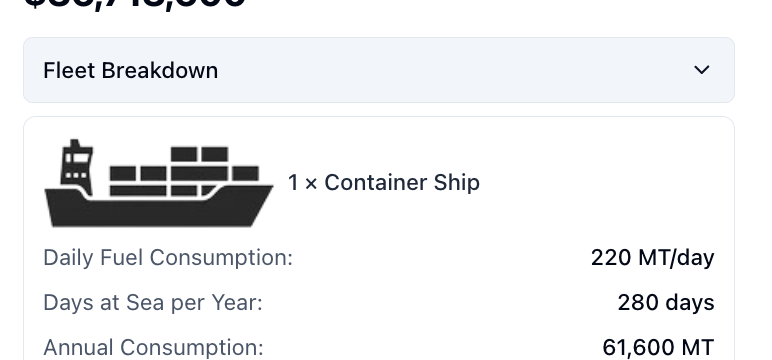 Fleet Breakdown
1 × Container Ship
Daily Fuel Consumption: 220 MT/day
Days at Sea per Year: 280 days
Annual Consumption: 61,600 MT